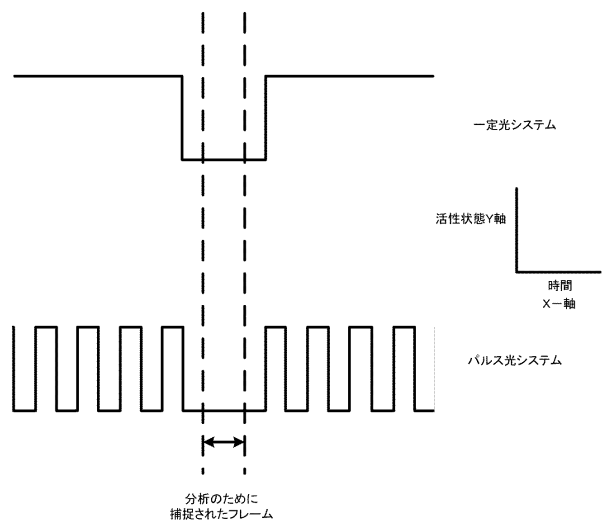 一定光システム
活性状態Y軸
時間
X－軸
パルス光システム
分析のために
捕捉されたフレーム